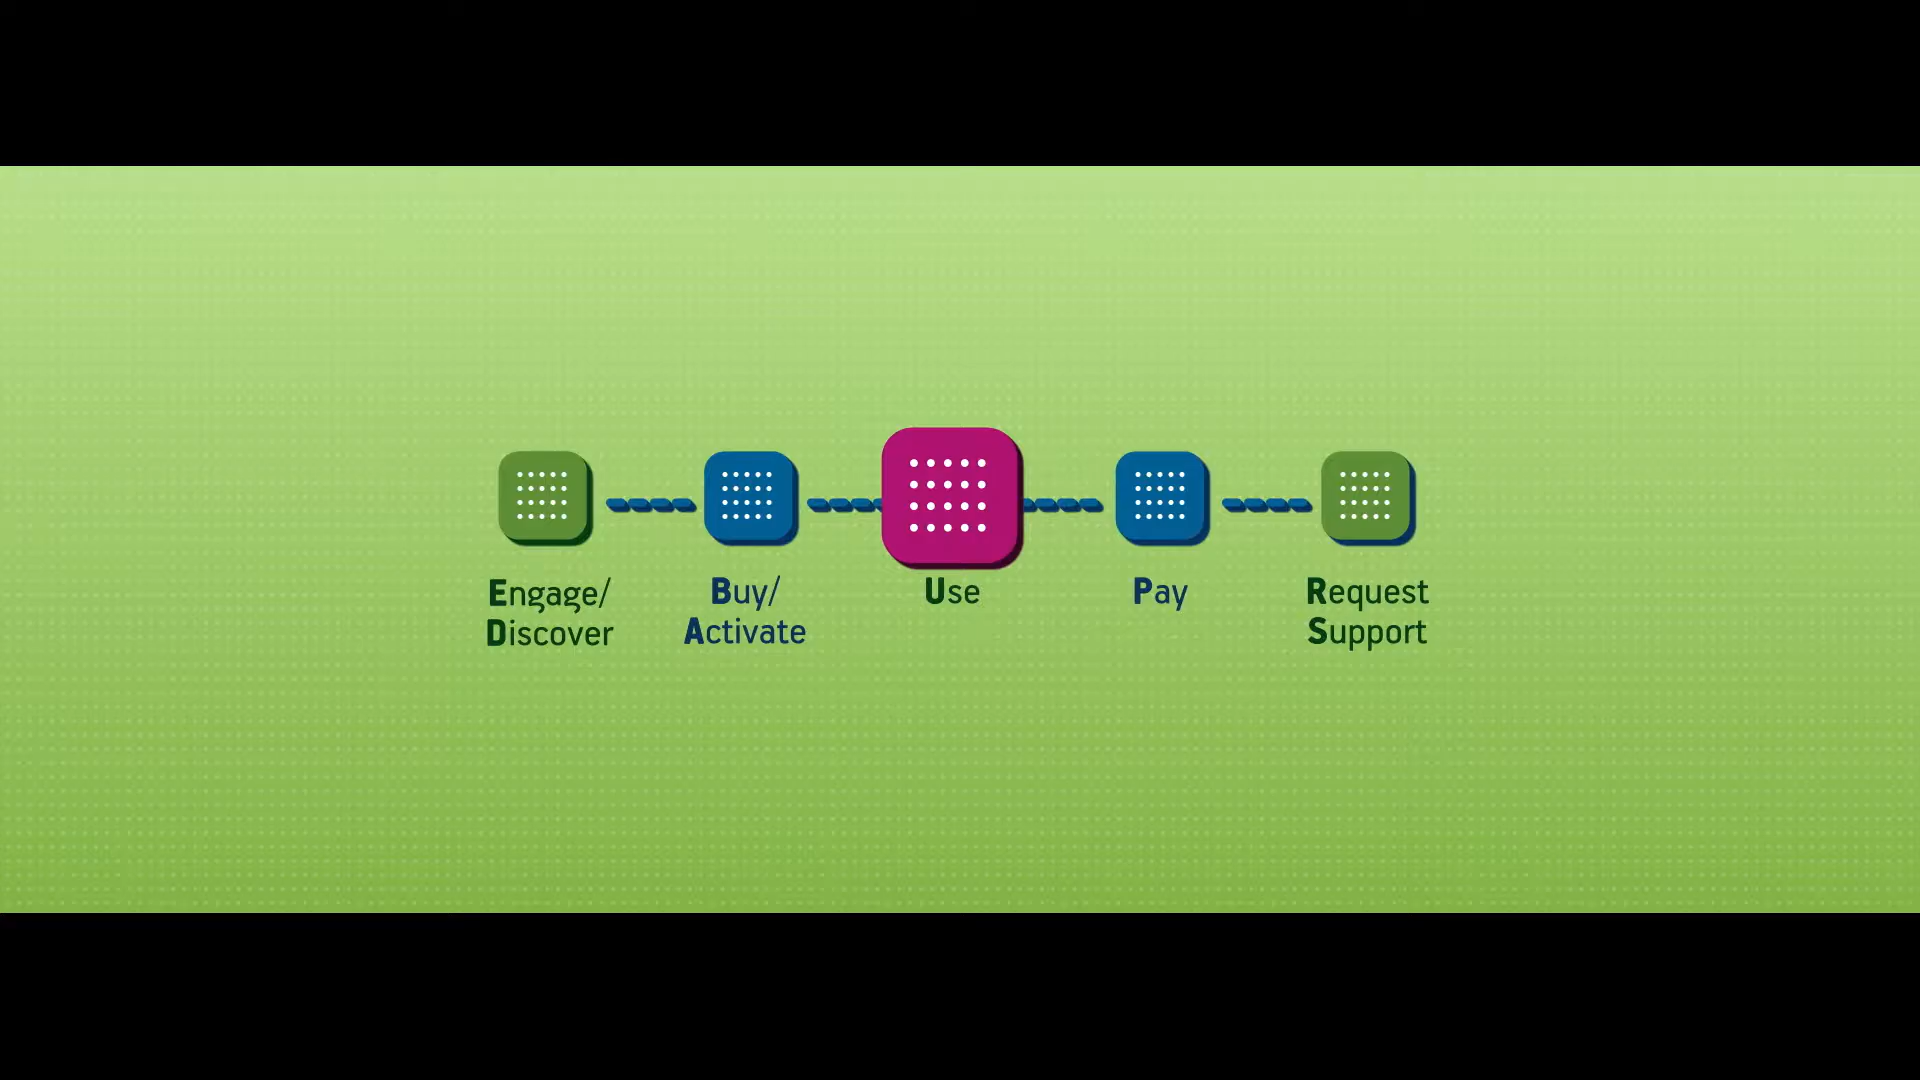 Engage/
Discover
Buy/
Activate
Use
Pay
Request
Support